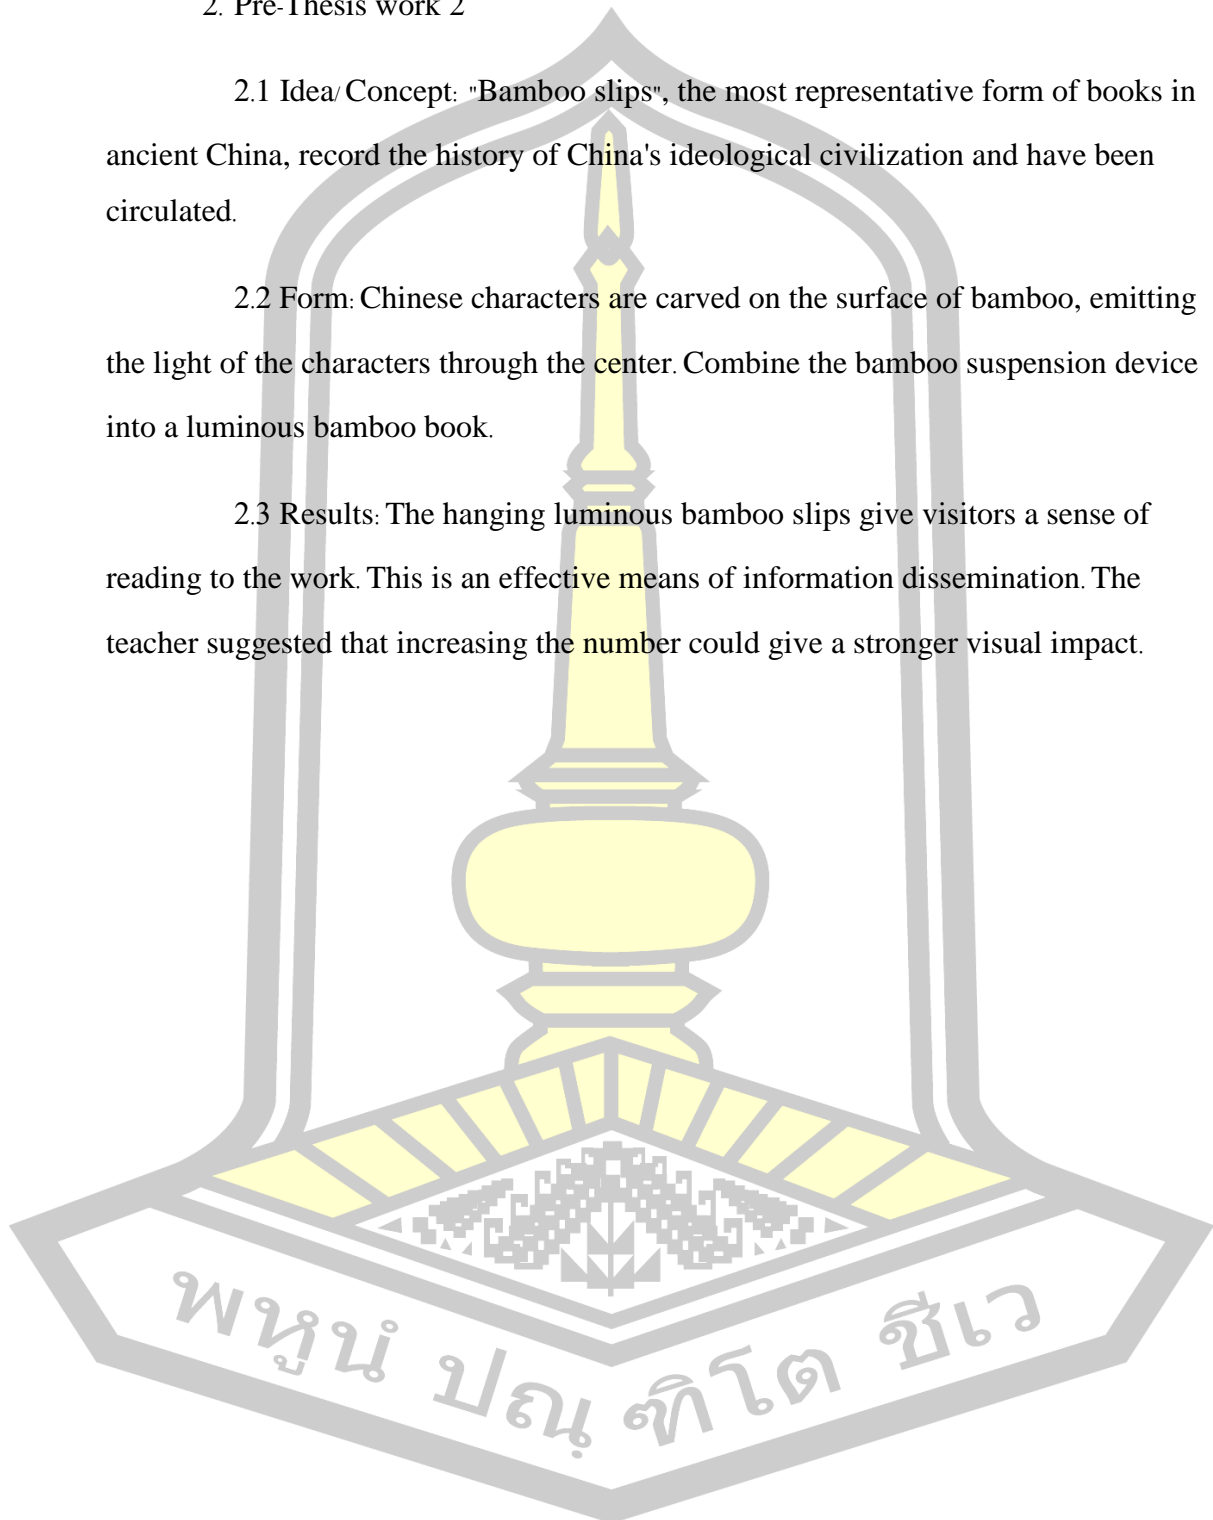 2. Pre-Thesis work 2
2.1 Idea/ Concept: "Bamboo slips", the most representative form of books in
ancient China, record the history of China's ideological civilization and have been
circulated.
2.2 Form: Chinese characters are carved on the surface of bamboo, emitting
the light of the characters through the center. Combine the bamboo suspension device
into a luminous bamboo book.
2.3 Results: The hanging luminous bamboo slips give visitors a sense of
reading to the work. This is an effective means of information dissemination. The
teacher suggested that increasing the number could give a stronger visual impact.
พหูนํ ปณฺ ฑิโต ชีเว